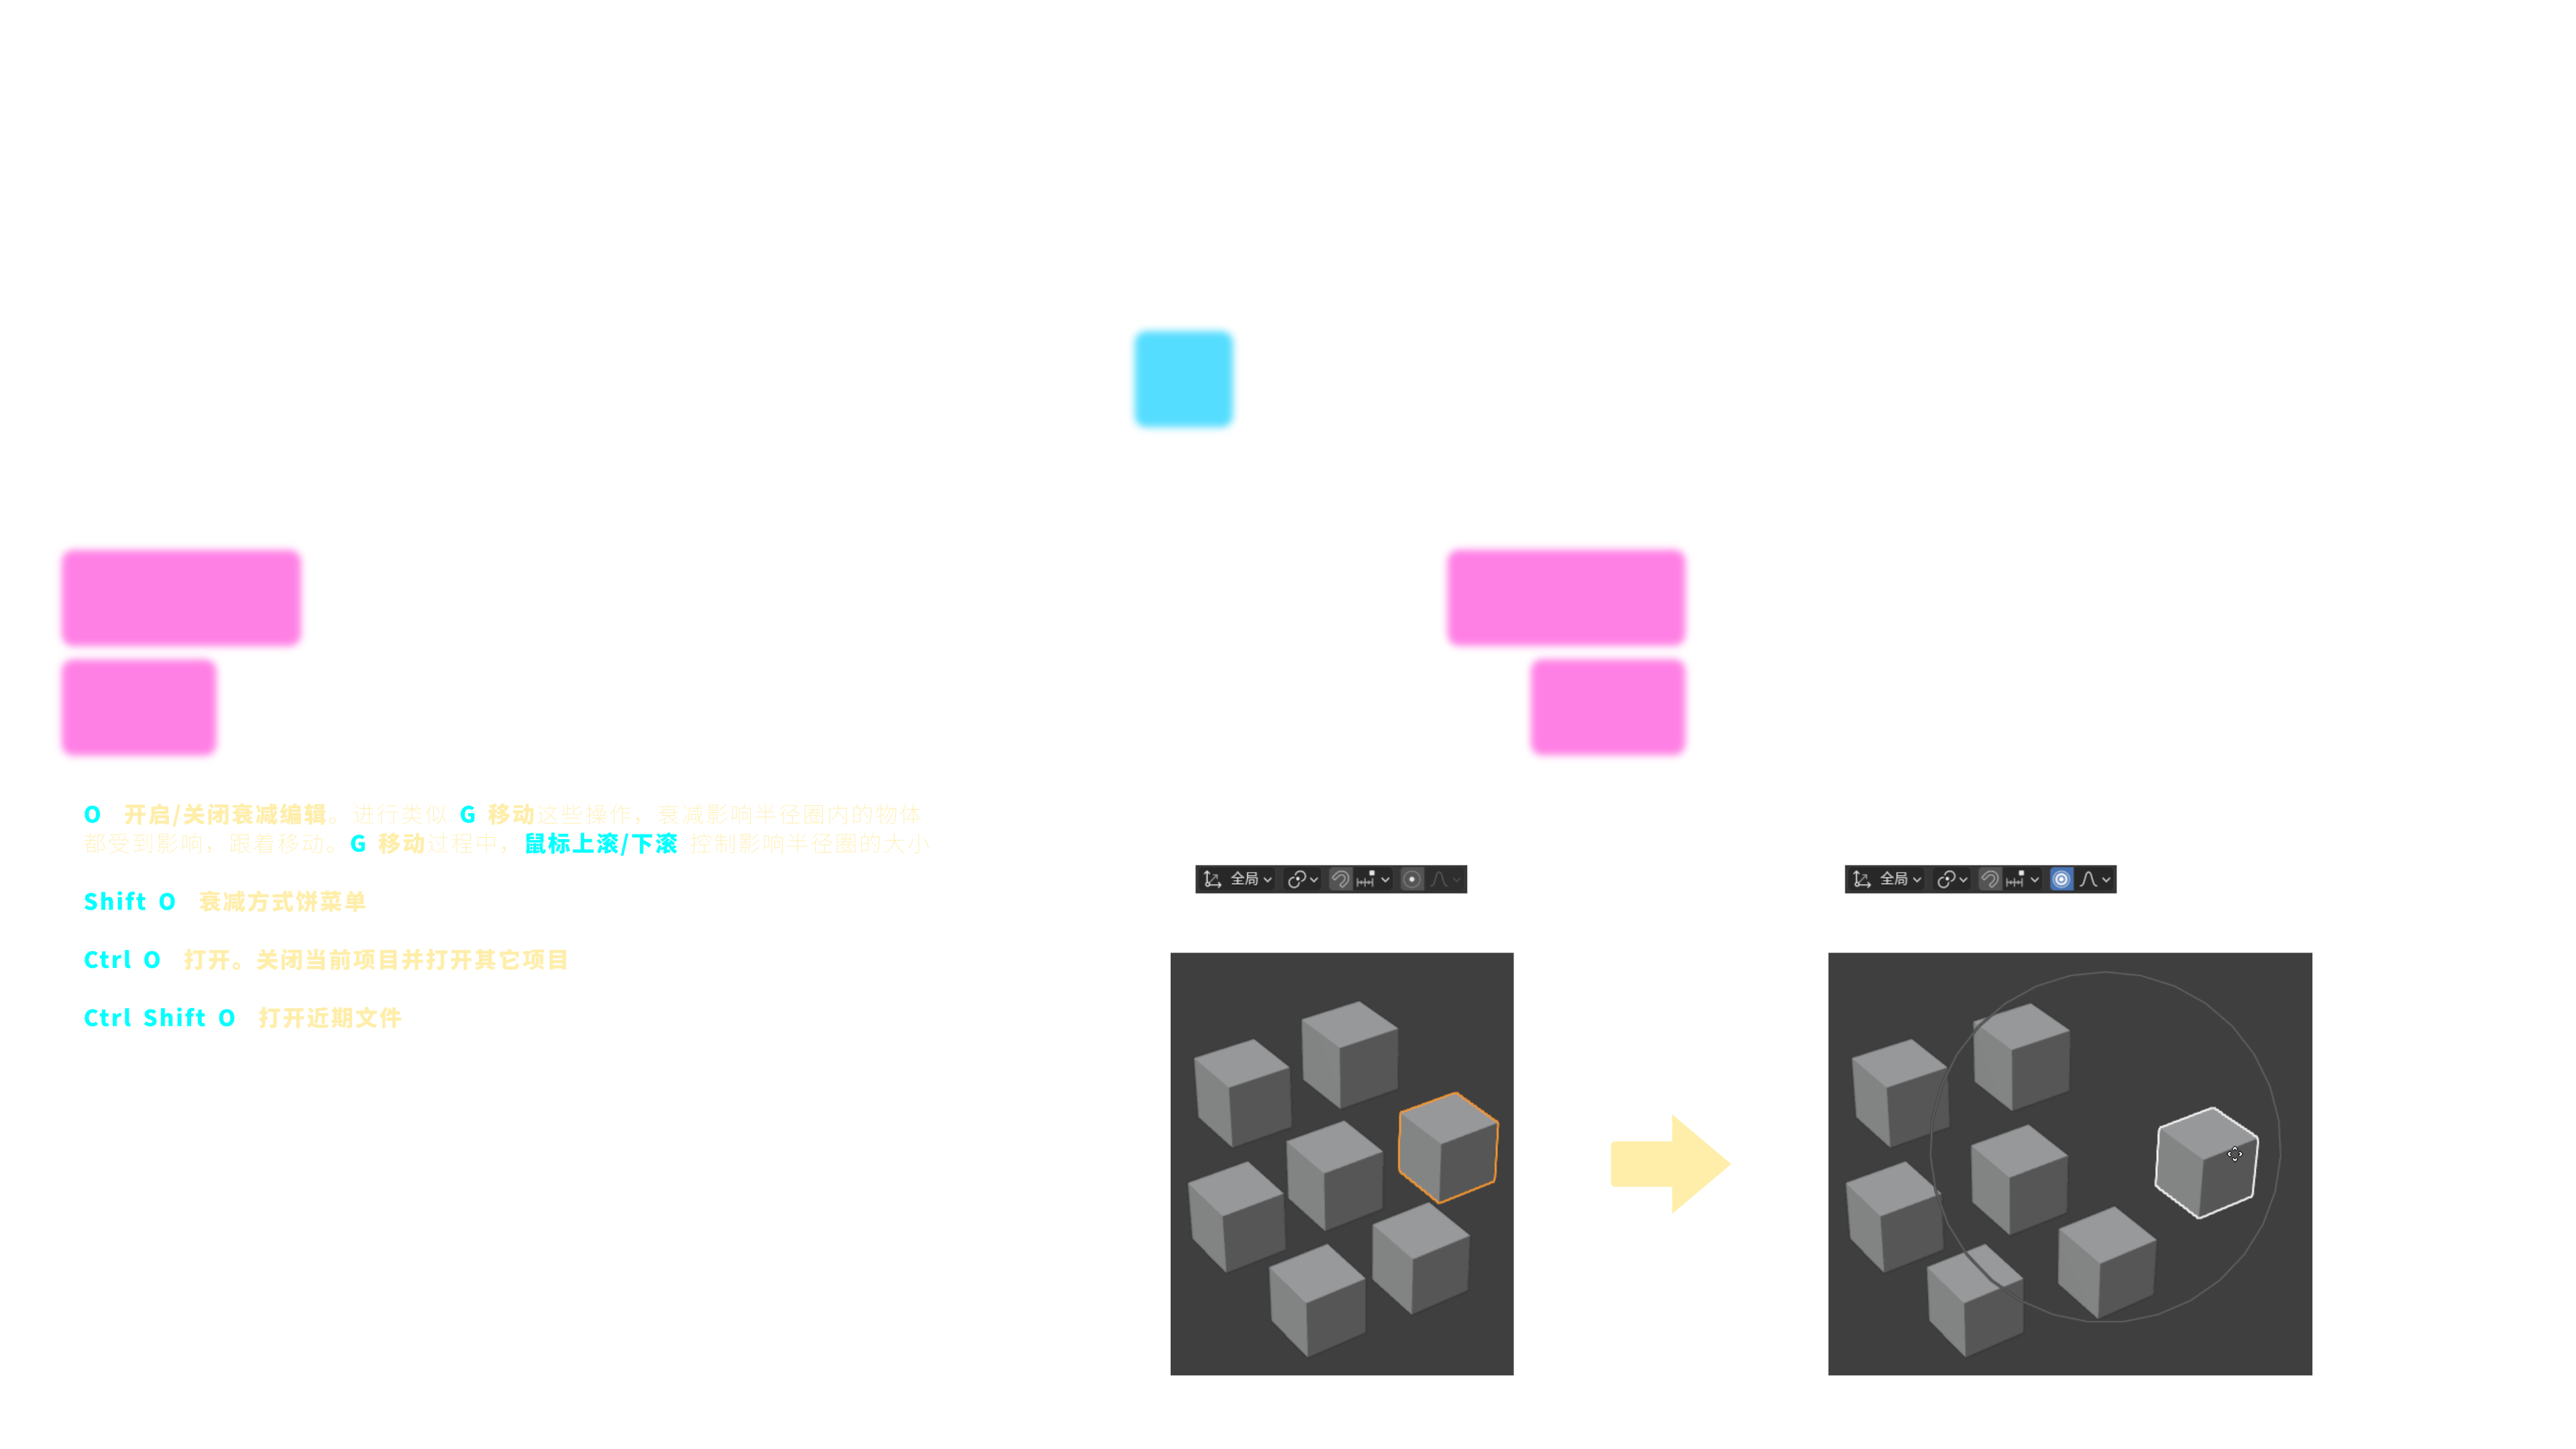 O 开启/关闭衰减编辑。进行类似 G 移动这些操作，衰减影响半径圈内的物体
都受到影响，跟着移动。G 移动过程中，鼠标上滚/下滚 控制影响半径圈的大小
Shift O 衰减方式饼菜单
Ctrl O 打开。关闭当前项目并打开其它项目
Ctrl Shift O 打开近期文件
全局
全局